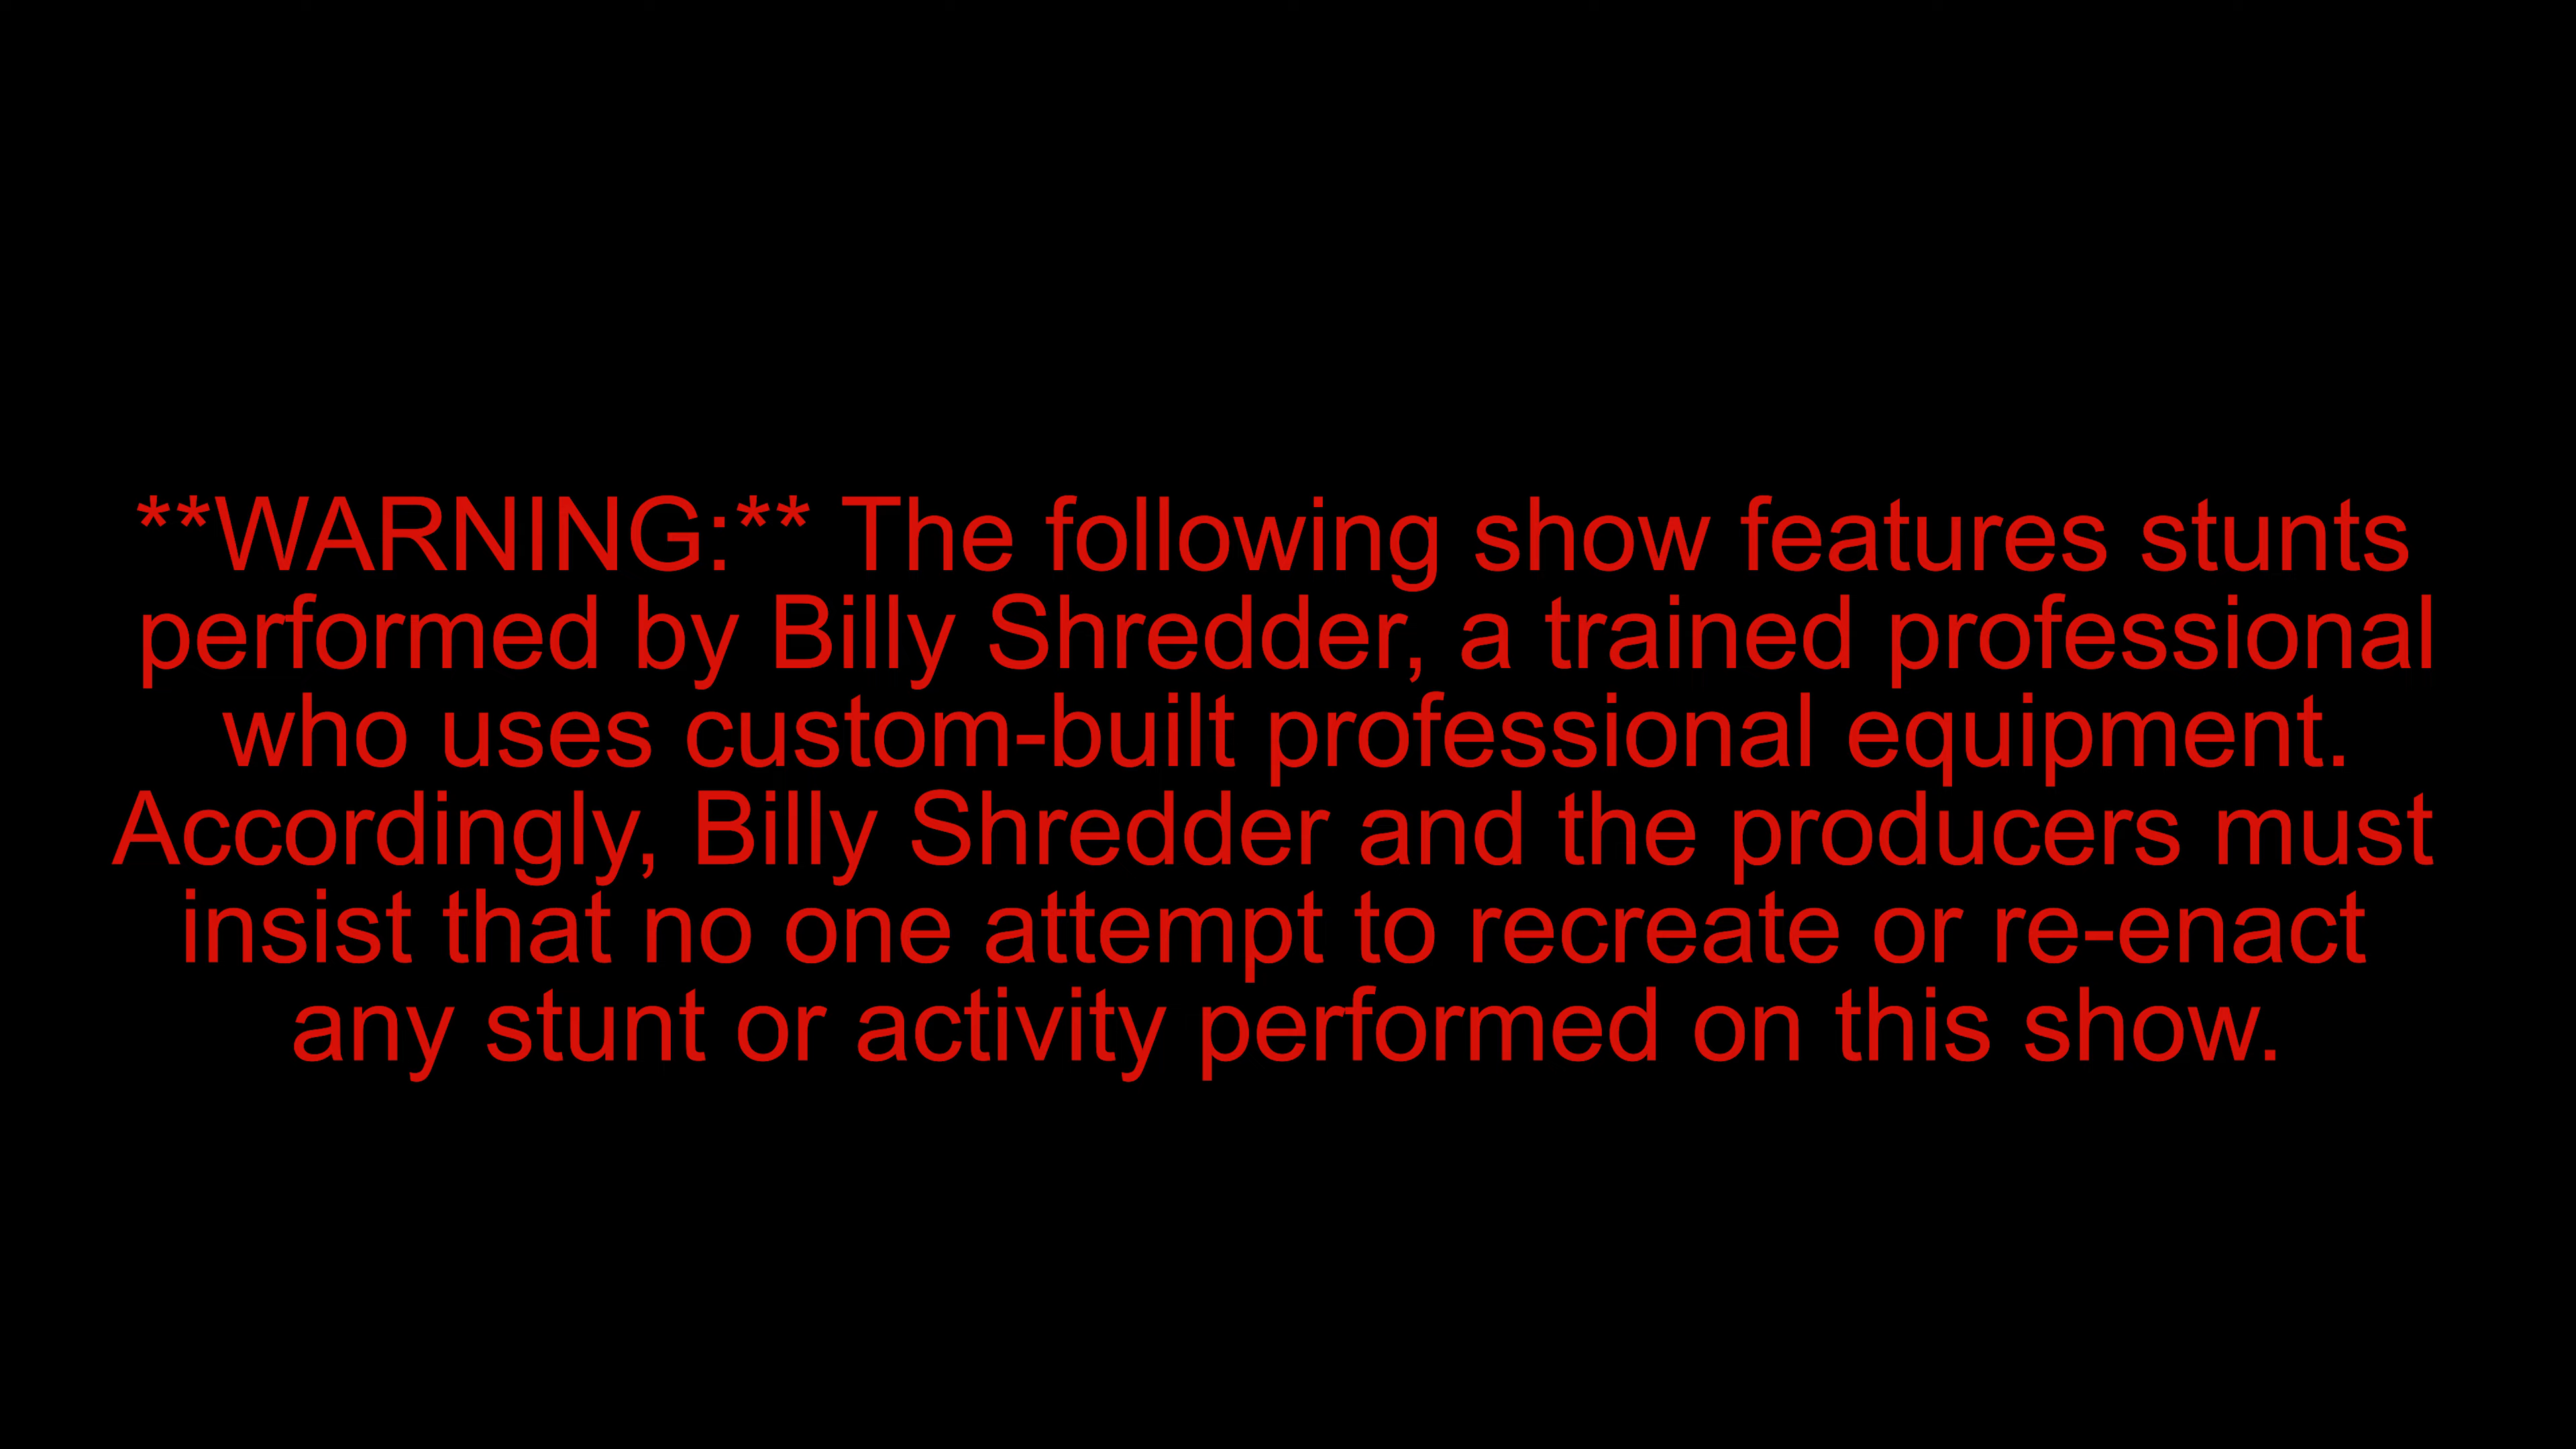 **WARNING:** The following show features stunts
performed by Billy Shredder, a trained professional
who uses custom-built professional equipment.
Accordingly, Billy Shredder and the producers must
insist that no one attempt to recreate or re-enact
any stunt or activity performed on this show.